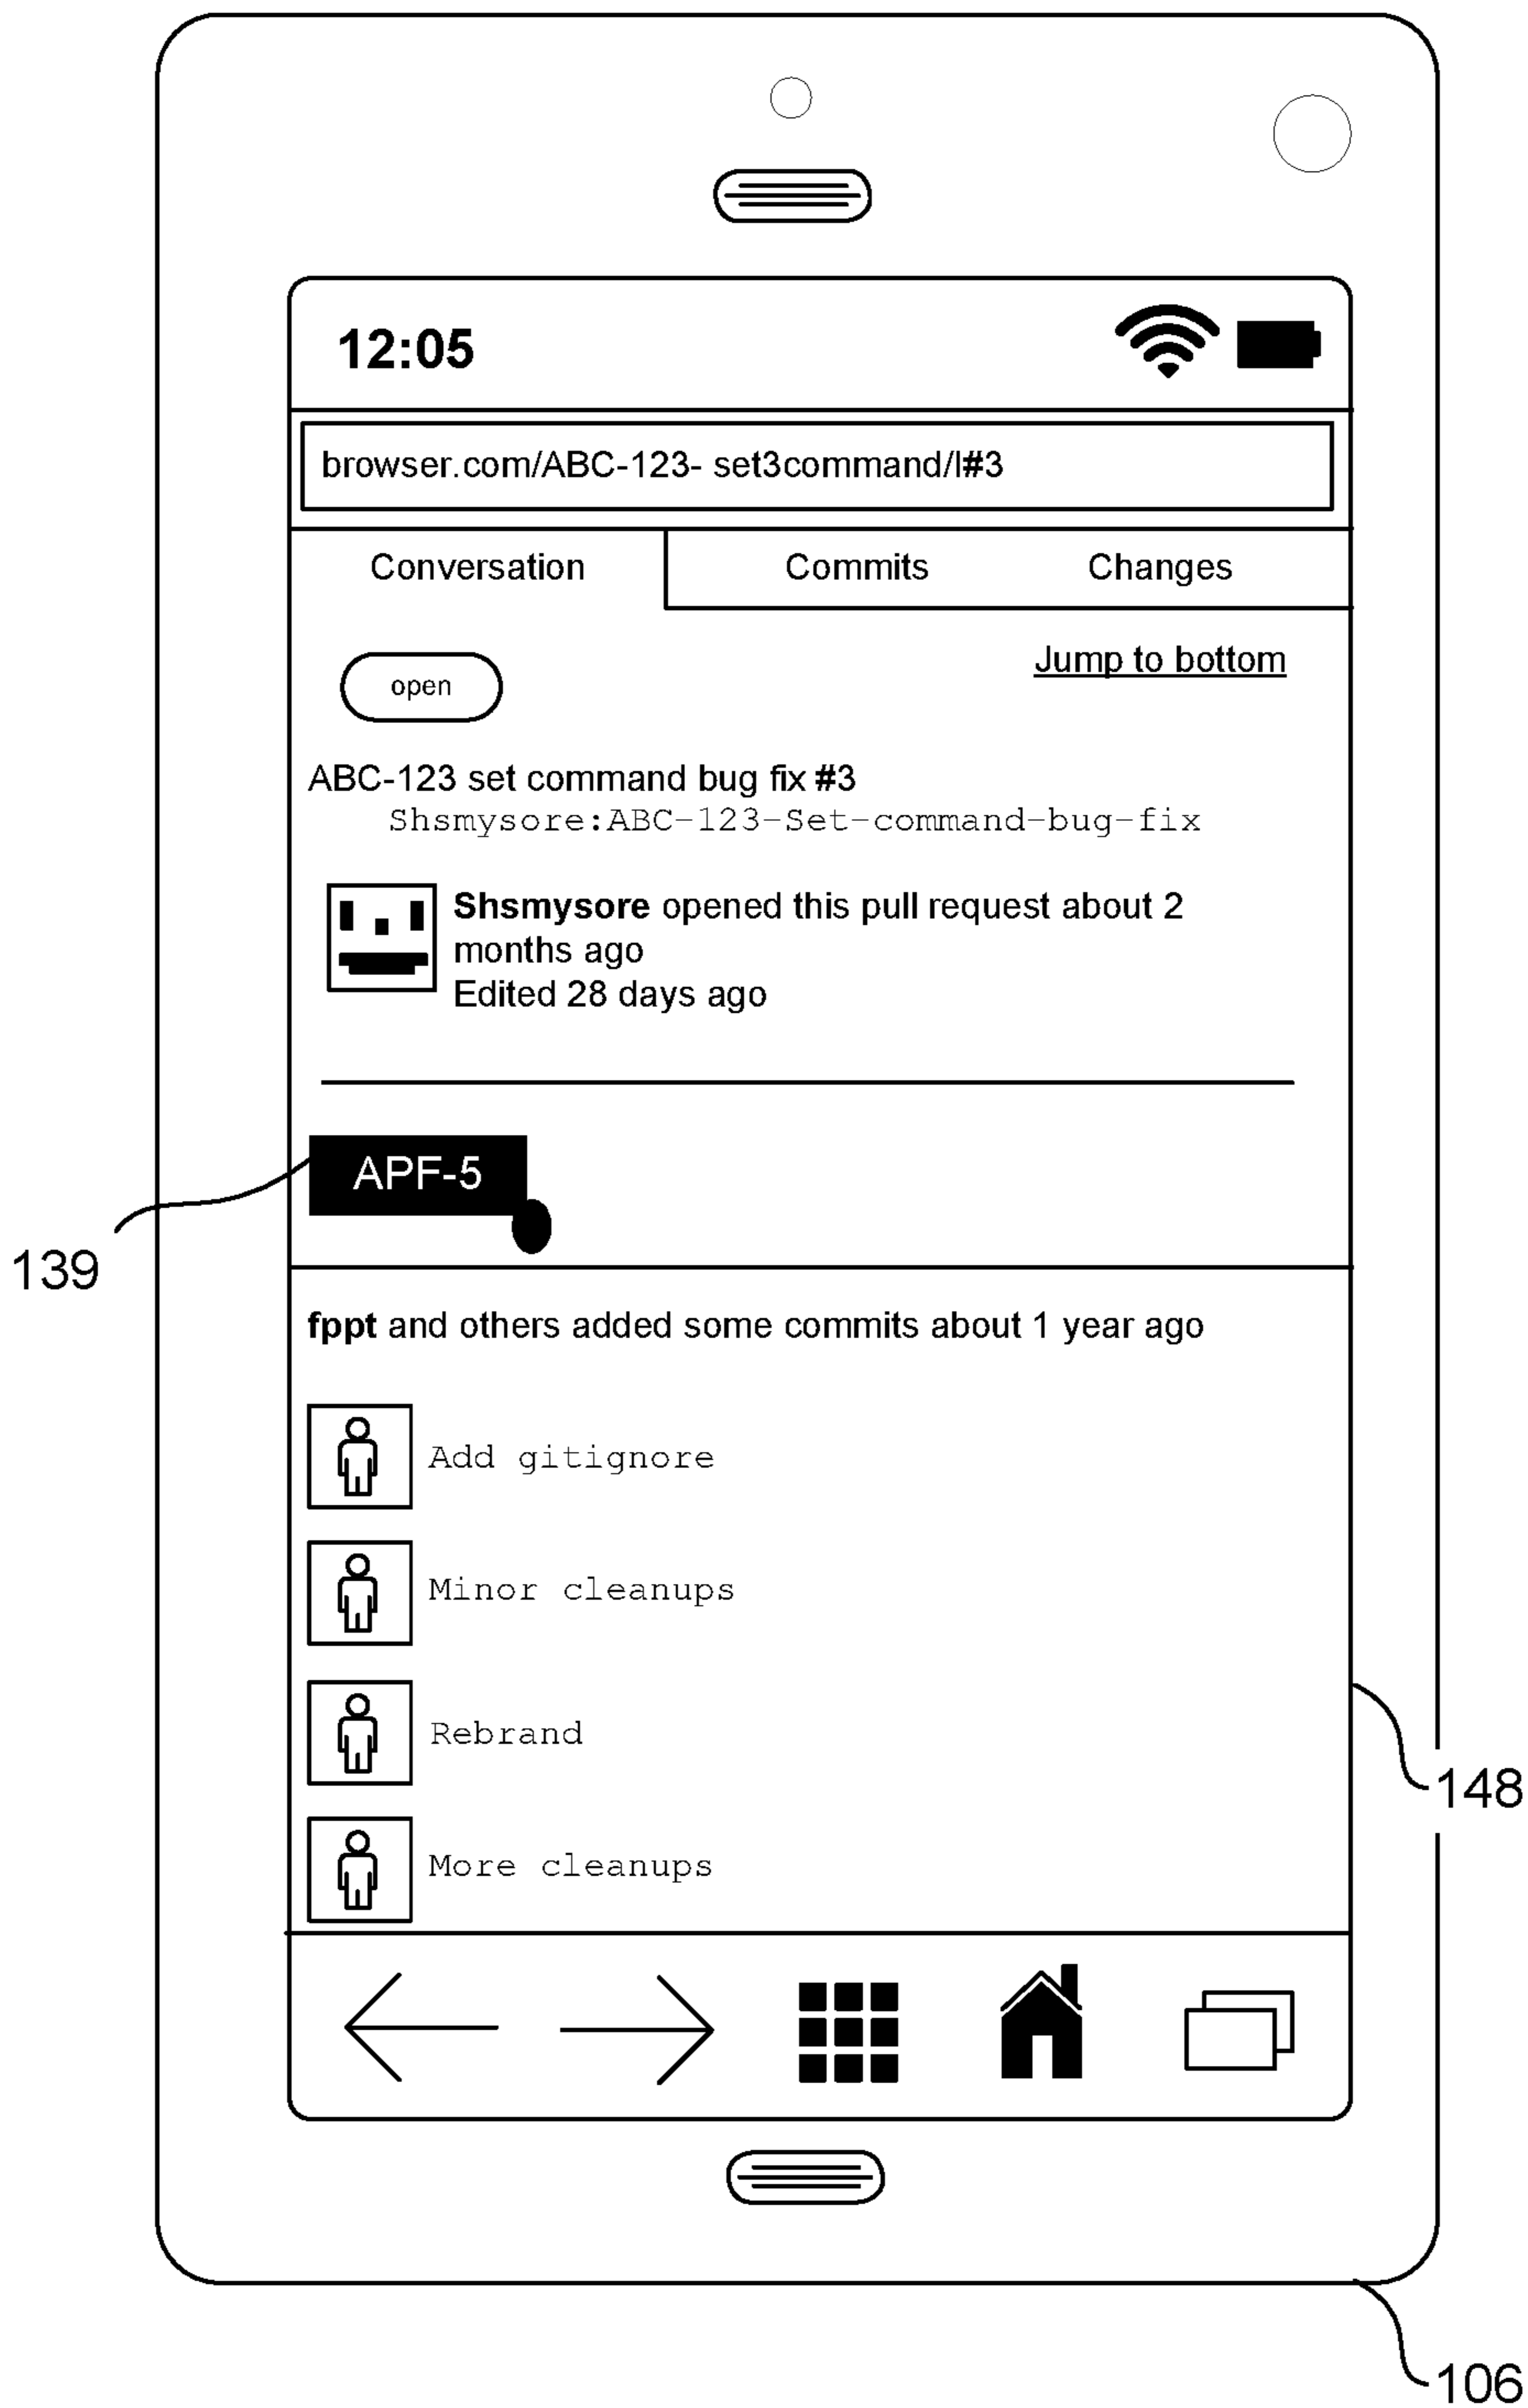 12:05
browser.com/ABC-123- set3command/l#3
Conversation Commits Changes
Jump to bottom
open
ABC-123 set command bug fix #3
Shsmysore:ABC-123-Set-command-bug-fix
Shsmysore opened this pull request about 2
months ago
Edited 28 days ago
APF-5
139
fppt and others added some commits about 1 year ago
Add gitignore
Minor cleanups
Rebrand
148
More cleanups
106